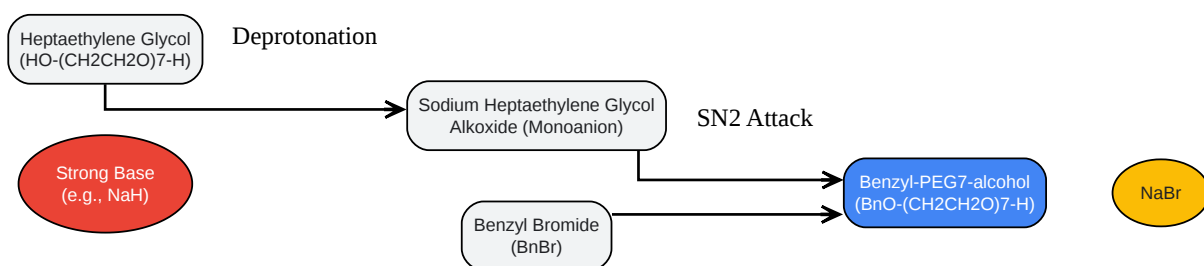 Heptaethylene Glycol
(HO-(CH2CH2O)7-H)
Deprotonation
Sodium Heptaethylene Glycol
Alkoxide (Monoanion)
SN2 Attack
Strong Base
(e.g., NaH)
Benzyl-PEG7-alcohol
(BnO-(CH2CH2O)7-H)
NaBr
Benzyl Bromide
(BnBr)